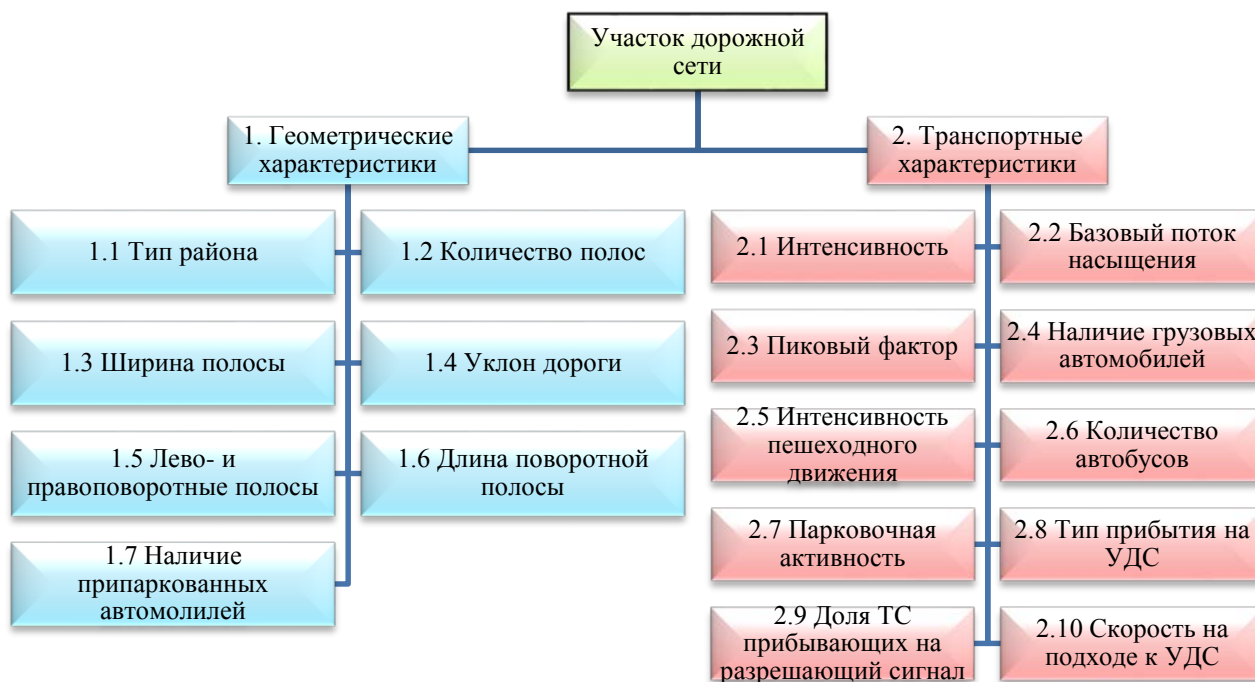 Участок дорожной
сети
1. Геометрические
характеристики
2. Транспортные
характеристики
1.1 Тип района
1.2 Количество полос
1.3 Ширина полосы
1.4 Уклон дороги
1.5 Лево- и
правоповоротные полосы
1.6 Длина поворотной
полосы
1.7 Наличие
припаркованных
автомолилей
2.1 Интенсивность
2.2 Базовый поток
насыщения
2.3 Пиковый фактор
2.4 Наличие грузовых
автомобилей
2.5 Интенсивность
пешеходного
движения
2.6 Количество
автобусов
2.7 Парковочная
активность
2.8 Тип прибытия на
УДС
2.9 Доля ТС
прибывающих на
разрешающий сигнал
2.10 Скорость на
подходе к УДС